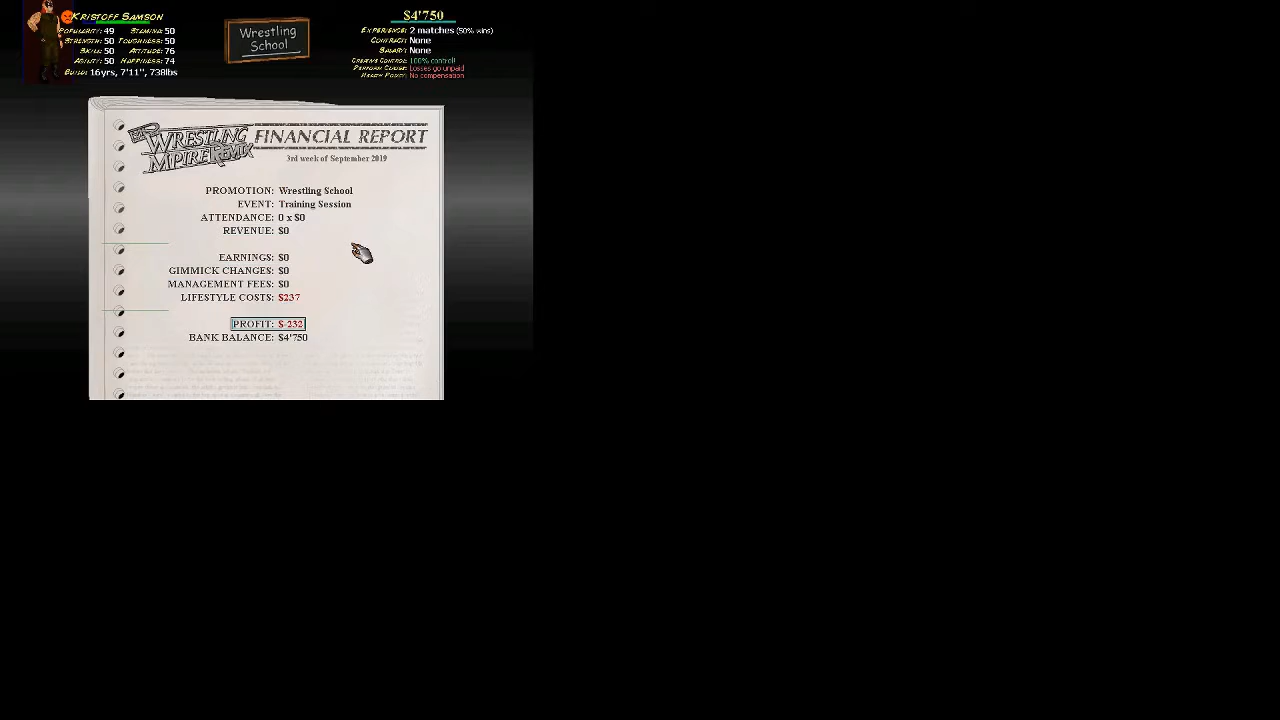 KRISTOFF SAMSON
POPULARITY: 49 STAMINA: 50
STRENGTH: 50 TOUGHNESS: 50
SKILL: 50 ATTITUDE: 76
AGILITY: 50 HAPPINESS: 74
BUILD: 16yrs, 7'11", 738lbs
Wrestling
School
$4'750
EXPERIENCE: 2 matches (50% wins)
CONTRACT: None
SALARY: None
CREATIVE CONTROL: 100% control!
PERFORM CLAUSE: Losses go unpaid
HEALTH POLICY: No compensation
WRESTLING
MPIRE REMIX
FINANCIAL REPORT
3rd week of September 2019
PROMOTION: Wrestling School
EVENT: Training Session
ATTENDANCE: 0 x $0
REVENUE: $0
EARNINGS: $0
GIMMICK CHANGES: $0
MANAGEMENT FEES: $0
LIFESTYLE COSTS: $237
PROFIT: $-232
BANK BALANCE: $4'750